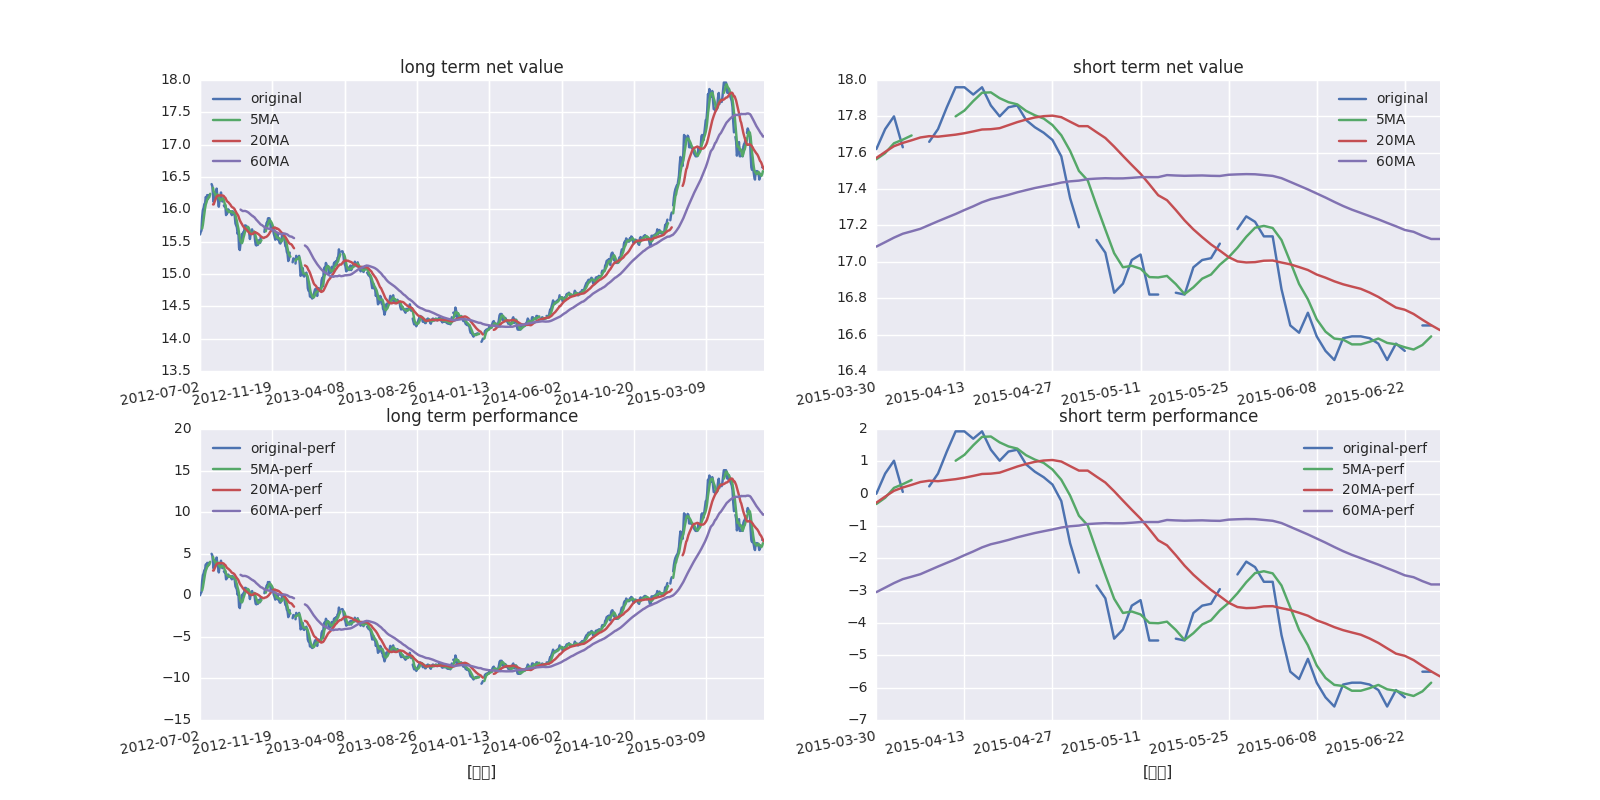 long term net value
18.0
17.5
17.0
16.5
16.0
15.5
15.0
14.5
14.0
13.5
original
5MA
20MA
60MA
2012-07-02 2012-11-19 2013-04-08 2013-08-26 2014-01-13 2014-06-02 2014-10-20 2015-03-09
short term net value
18.0
17.8
17.6
17.4
17.2
17.0
16.8
16.6
16.4
original
5MA
20MA
60MA
2015-03-30 2015-04-13 2015-04-27 2015-05-11 2015-05-25 2015-06-08 2015-06-22
long term performance
20
15
10
5
0
−5
−10
−15
original-perf
5MA-perf
20MA-perf
60MA-perf
2012-07-02 2012-11-19 2013-04-08 2013-08-26 2014-01-13 2014-06-02 2014-10-20 2015-03-09
[▯▯]
short term performance
2
1
0
−1
−2
−3
−4
−5
−6
−7
original-perf
5MA-perf
20MA-perf
60MA-perf
2015-03-30 2015-04-13 2015-04-27 2015-05-11 2015-05-25 2015-06-08 2015-06-22
[▯▯]